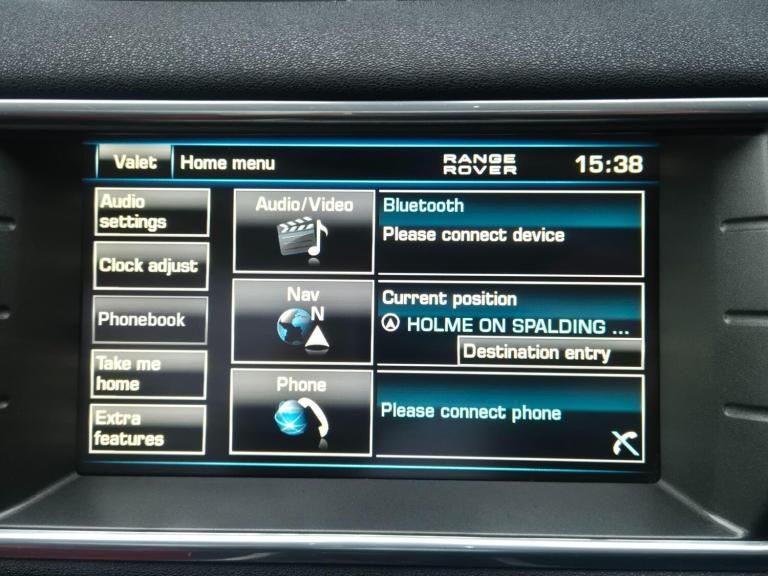 Valet
Home menu
RANGE
ROVER
15:38
Audio
settings
Clock adjust
Phonebook
Take me
home
Extra
features
Audio/Video
Nav
N
Phone
Bluetooth
Please connect device
Current position
HOLME ON SPALDING ...
Destination entry
Please connect phone